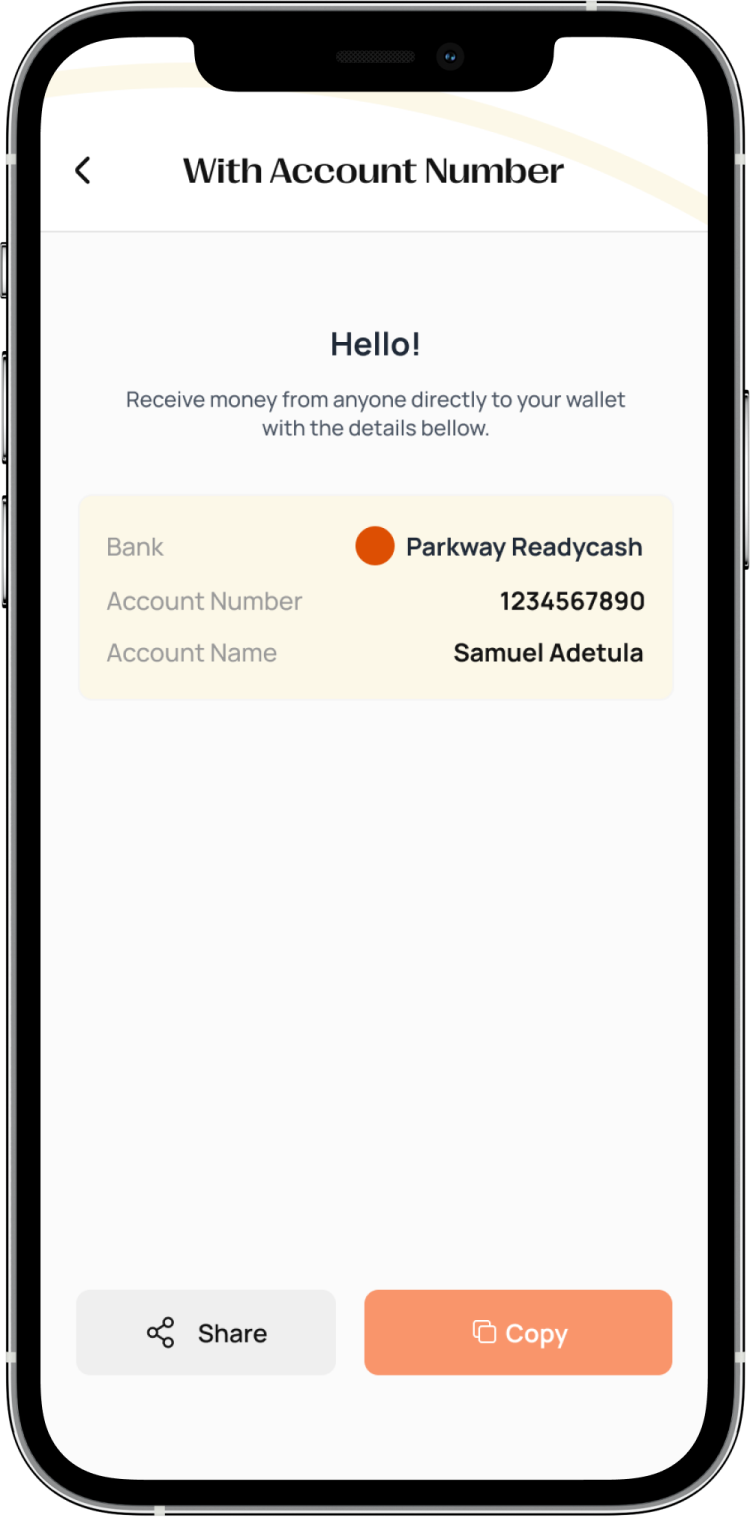 With Account Number
Hello!
Receive money from anyone directly to your wallet
with the details bellow.
Bank Parkway Readycash
Account Number 1234567890
Account Name Samuel Adetula
Share Copy